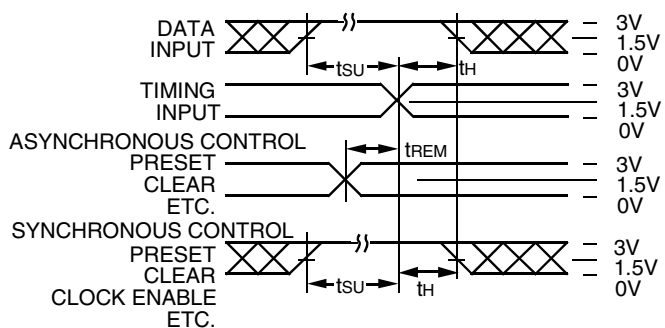 DATA
INPUT
3V
1.5V
0V
tSU
tH
TIMING
INPUT
3V
1.5V
0V
ASYNCHRONOUS CONTROL
PRESET
CLEAR
ETC.
tREM
3V
1.5V
0V
SYNCHRONOUS CONTROL
PRESET
CLEAR
CLOCK ENABLE
ETC.
tSU
tH
3V
1.5V
0V